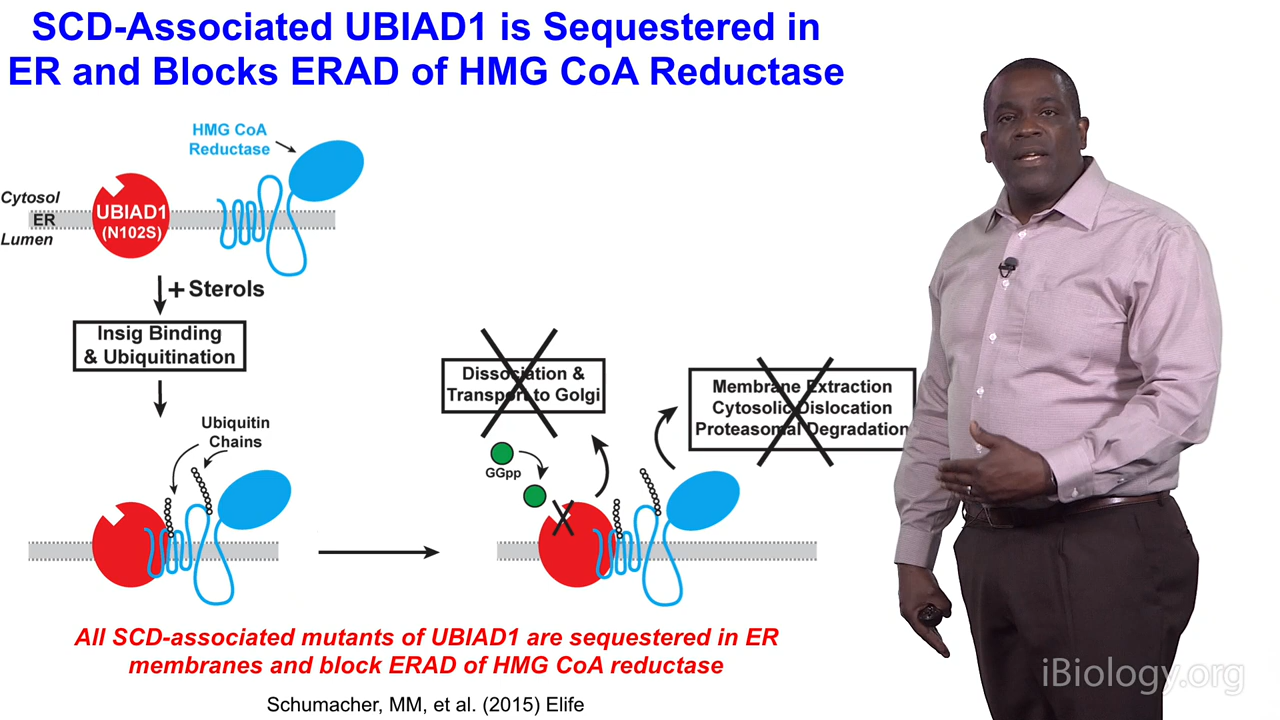 SCD-Associated UBIAD1 is Sequestered in
ER and Blocks ERAD of HMG CoA Reductase
HMG CoA
Reductase
Cytosol
ER
Lumen
UBIAD1
(N102S)
+ Sterols
Insig Binding
& Ubiquitination
Ubiquitin
Chains
Dissociation &
Transport to Golgi
GGpp
Membrane Extraction
Cytosolic Dislocation
Proteasomal Degradation
All SCD-associated mutants of UBIAD1 are sequestered in ER
membranes and block ERAD of HMG CoA reductase
Schumacher, MM, et al. (2015) Elife
iBiology.org